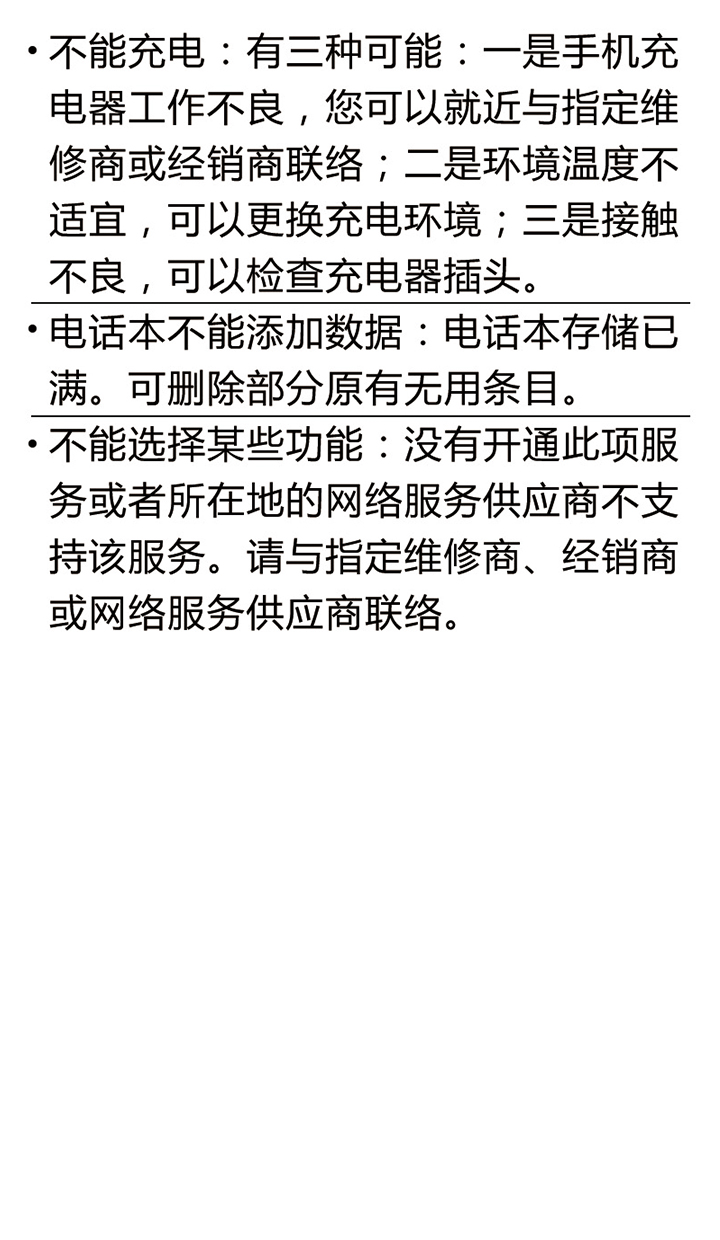 • 不能充电：有三种可能：一是手机充
电器工作不良，您可以就近与指定维
修商或经销商联络；二是环境温度不
适宜，可以更换充电环境；三是接触
不良，可以检查充电器插头。
• 电话本不能添加数据：电话本存储已
满。可删除部分原有无用条目。
• 不能选择某些功能：没有开通此项服
务或者所在地的网络服务供应商不支
持该服务。请与指定维修商、经销商
或网络服务供应商联络。